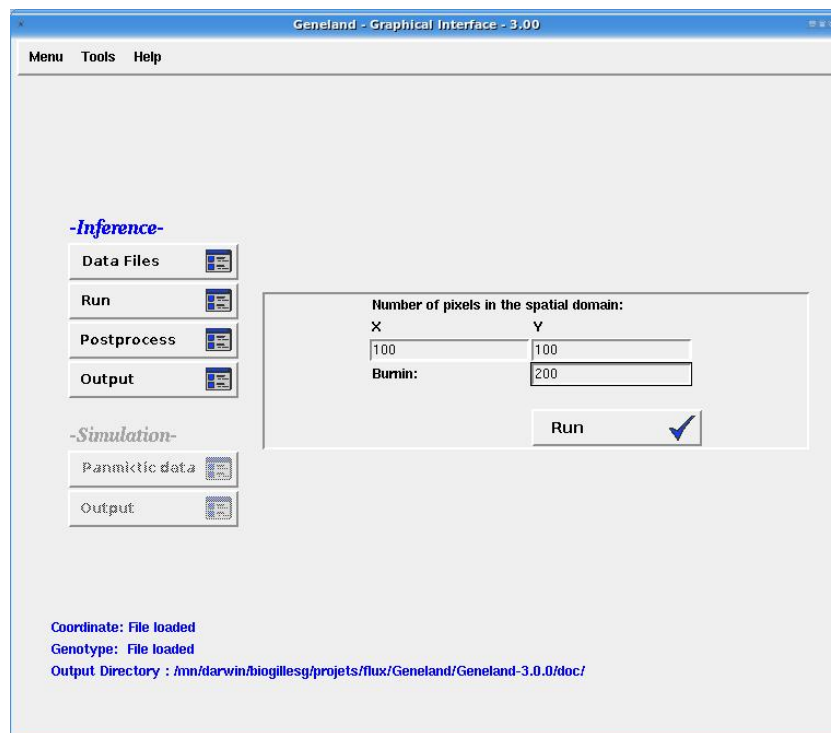 Geneland - Graphical Interface - 3.00
Menu Tools Help
-Inference-
Data Files
Run
Postprocess
Output
-Simulation-
Panmictic data
Output
Number of pixels in the spatial domain:
X Y
100 100
Burnin: 200
Run
Coordinate: File loaded
Genotype: File loaded
Output Directory : /mn/darwin/biogillesg/projets/flux/Geneland/Geneland-3.0.0/doc/